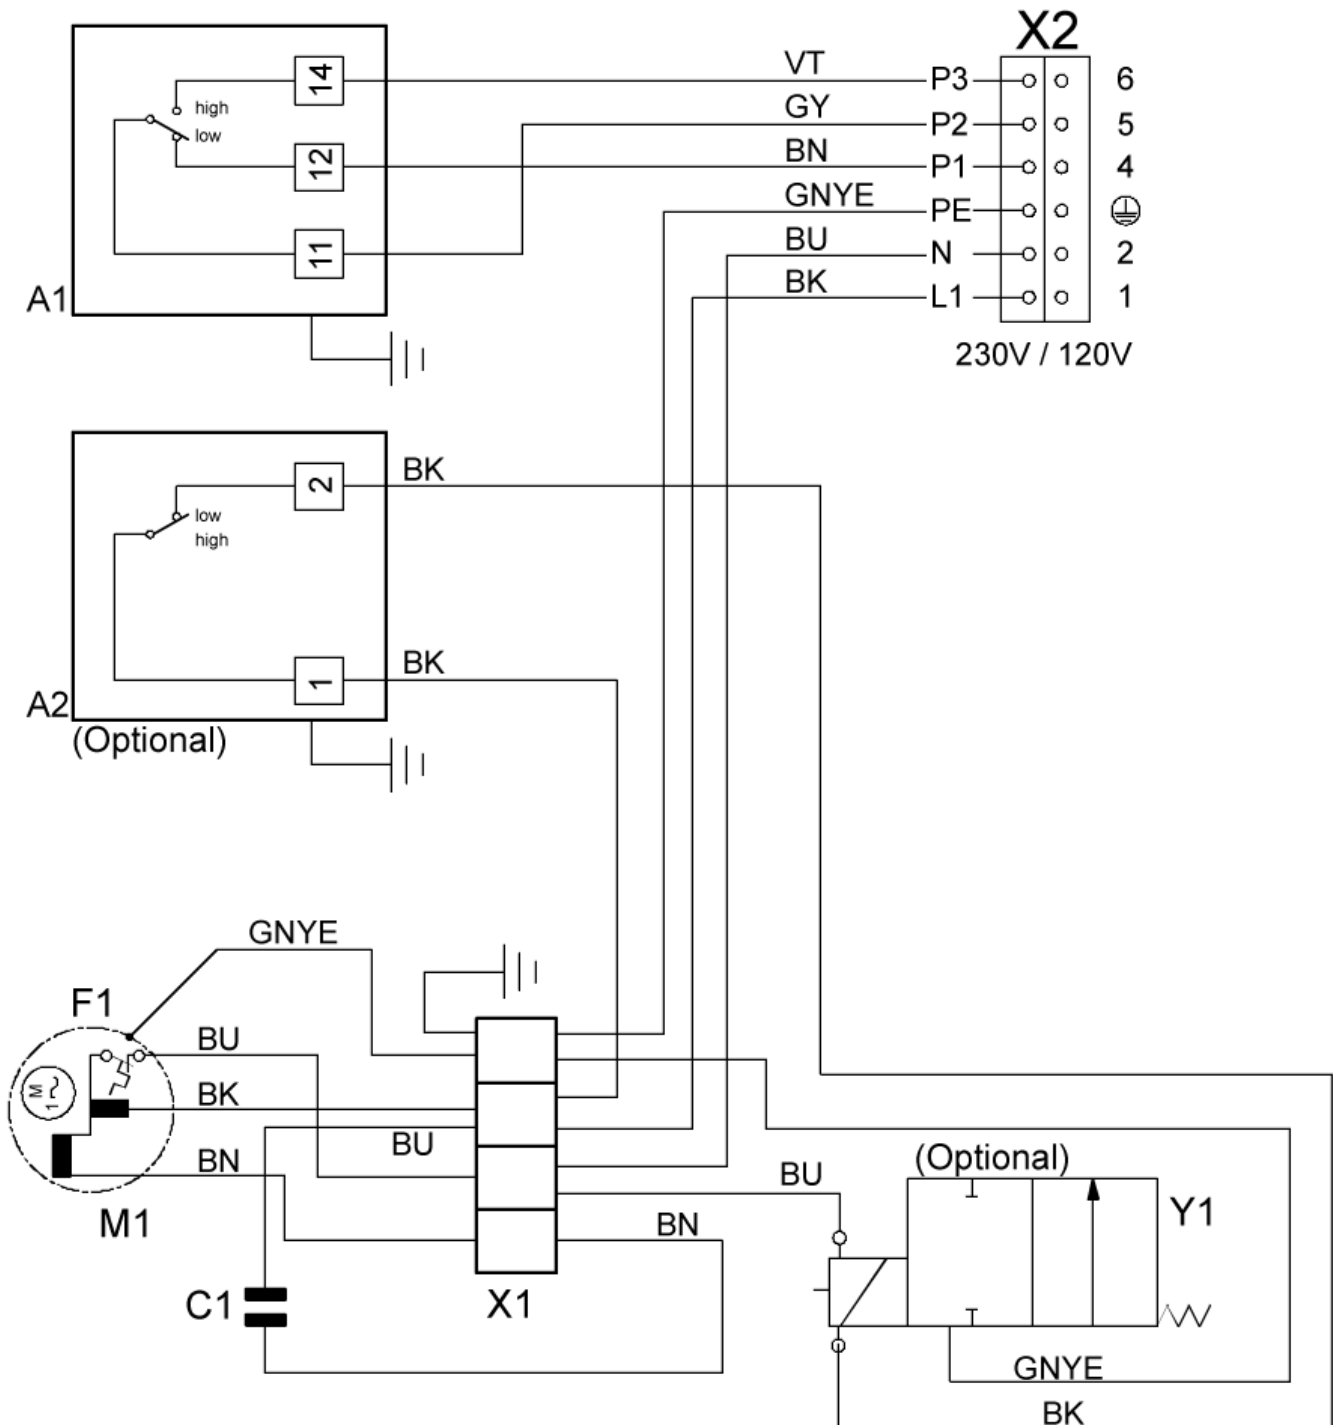 X2
VT P3 6
14
high
GY P2 5
low
BN P1 4
12
GNYE PE
BU N 2
11
BK L1 1
A1
230V / 120V
BK
2
low
high
BK
1
A2
(Optional)
GNYE
F1
BU
M
1~
BK
BU
BN
(Optional)
BU
Y1
M1
BN
C1
X1
GNYE
BK